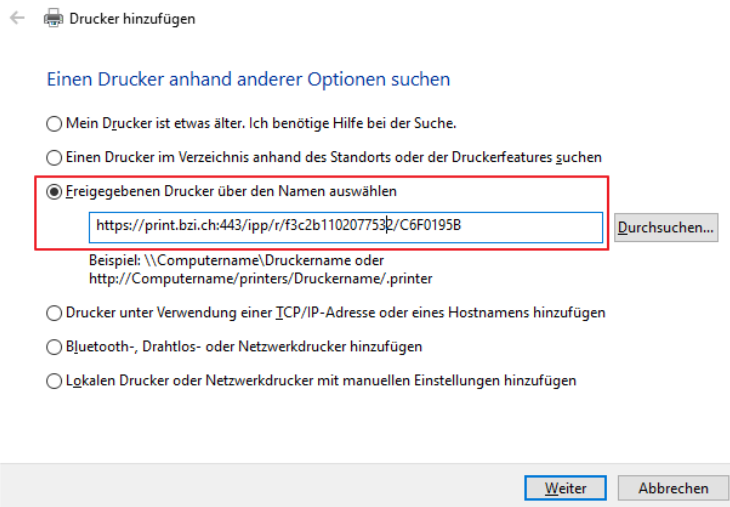 Drucker hinzufügen
Einen Drucker anhand anderer Optionen suchen
Mein Drucker ist etwas älter. Ich benötige Hilfe bei der Suche.
Einen Drucker im Verzeichnis anhand des Standorts oder der Druckerfeatures suchen
Freigegebenen Drucker über den Namen auswählen
https://print.bzi.ch:443/ipp/r/f3c2b1102077532/C6F0195B
Durchsuchen...
Beispiel: \\Computername\Druckername oder
http://Computername/printers/Druckername/.printer
Drucker unter Verwendung einer TCP/IP-Adresse oder eines Hostnamens hinzufügen
Bluetooth-, Drahtlos- oder Netzwerkdrucker hinzufügen
Lokalen Drucker oder Netzwerkdrucker mit manuellen Einstellungen hinzufügen
Weiter
Abbrechen